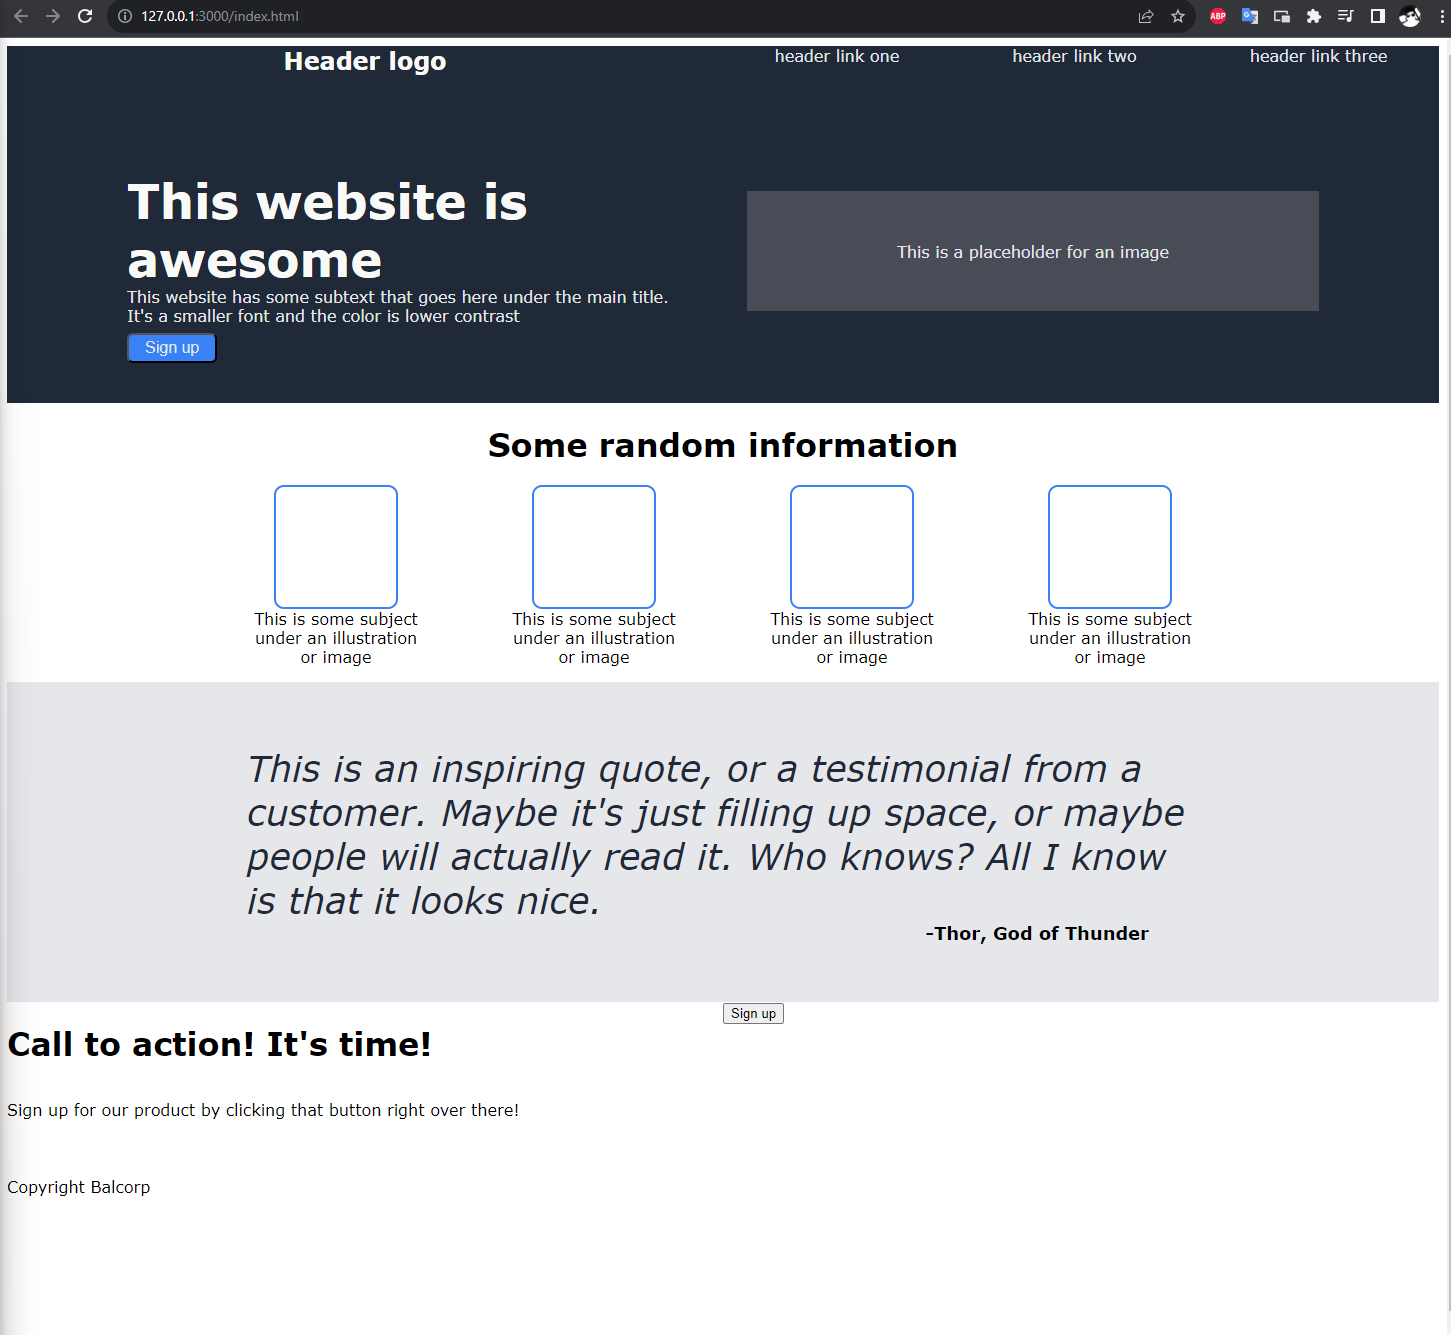 127.0.0.1:3000/index.html
ABP
Header logo
header link one
header link two
header link three
This website is
awesome
This website has some subtext that goes here under the main title.
It's a smaller font and the color is lower contrast
Sign up
This is a placeholder for an image
Some random information
This is some subject
under an illustration
or image
This is some subject
under an illustration
or image
This is some subject
under an illustration
or image
This is some subject
under an illustration
or image
This is an inspiring quote, or a testimonial from a
customer. Maybe it's just filling up space, or maybe
people will actually read it. Who knows? All I know
is that it looks nice.
-Thor, God of Thunder
Sign up
Call to action! It's time!
Sign up for our product by clicking that button right over there!
Copyright Balcorp